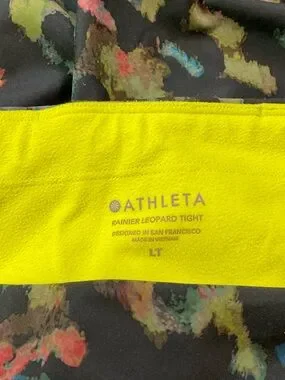 ATHLETA
RAINIER LEOPARD TIGHT
DESIGNED IN SAN FRANCISCO
MADE IN VIETNAM
LT